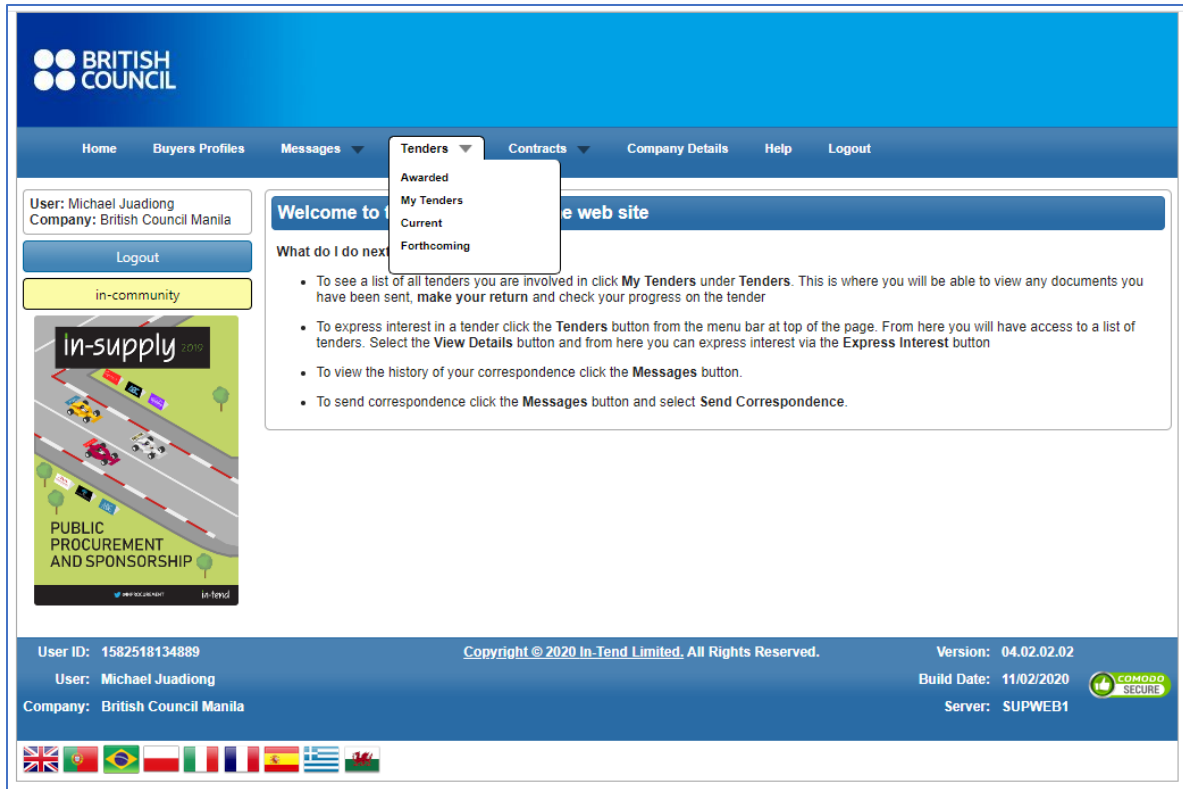 BRITISH
COUNCIL
Home Buyers Profiles Messages Tenders Contracts Company Details Help Logout
Awarded
My Tenders
Current
Forthcoming
User: Michael Juadiong
Company: British Council Manila
Logout
in-community
in-supply 2019
PUBLIC
PROCUREMENT
AND SPONSORSHIP
in-tend
Welcome to e web site
What do I do next
To see a list of all tenders you are involved in click My Tenders under Tenders. This is where you will be able to view any documents you
have been sent, make your return and check your progress on the tender
To express interest in a tender click the Tenders button from the menu bar at top of the page. From here you will have access to a list of
tenders. Select the View Details button and from here you can express interest via the Express Interest button
To view the history of your correspondence click the Messages button.
To send correspondence click the Messages button and select Send Correspondence.
User ID: 1582518134889
User: Michael Juadiong
Company: British Council Manila
Copyright © 2020 In-Tend Limited. All Rights Reserved.
Version: 04.02.02.02
Build Date: 11/02/2020
Server: SUPWEB1
COMODO
SECURE